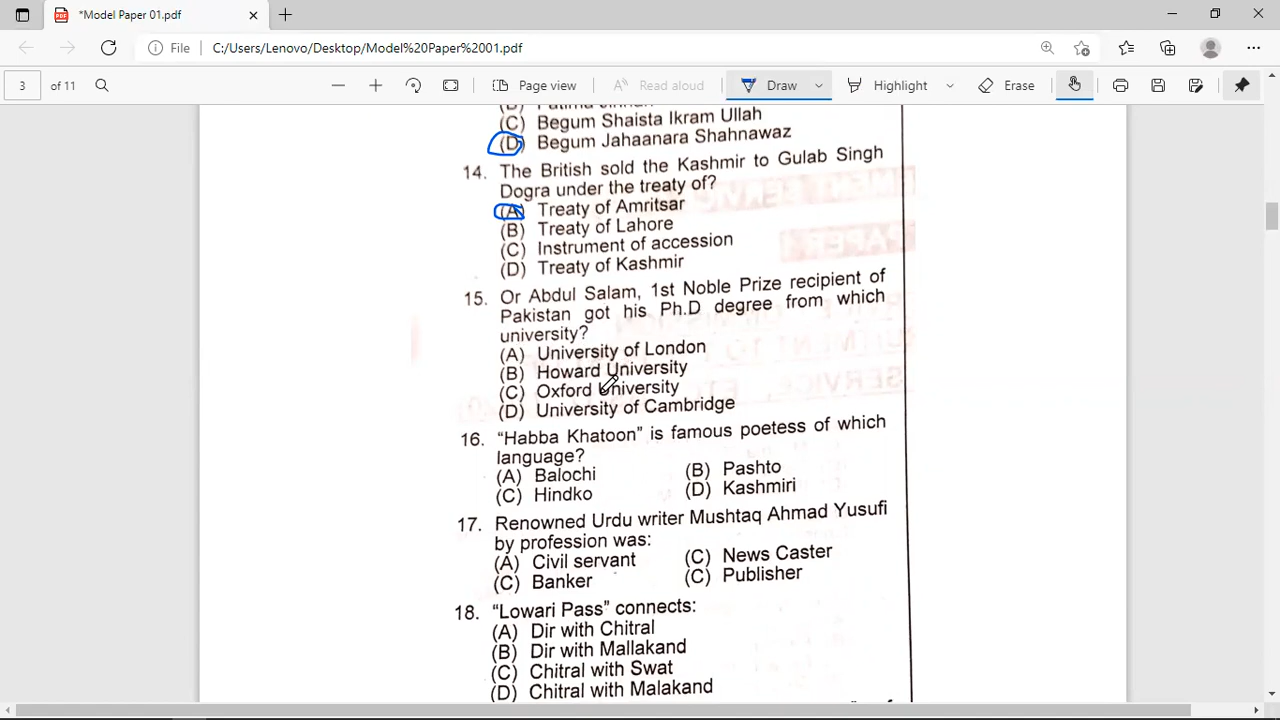 *Model Paper 01.pdf
File C:/Users/Lenovo/Desktop/Model%20Paper%2001.pdf
3 of 11 Page view Read aloud Draw Highlight Erase
(C) Begum Shaista Ikram Ullah
(D) Begum Jahaanara Shahnawaz
14. The British sold the Kashmir to Gulab Singh
Dogra under the treaty of?
(A) Treaty of Amritsar
(B) Treaty of Lahore
(C) Instrument of accession
(D) Treaty of Kashmir
15. Or Abdul Salam, 1st Noble Prize recipient of
Pakistan got his Ph.D degree from which
university?
(A) University of London
(B) Howard University
(C) Oxford University
(D) University of Cambridge
16. “Habba Khatoon” is famous poetess of which
language?
(A) Balochi (B) Pashto
(C) Hindko (D) Kashmiri
17. Renowned Urdu writer Mushtaq Ahmad Yusufi
by profession was:
(A) Civil servant (C) News Caster
(C) Banker (C) Publisher
18. “Lowari Pass” connects:
(A) Dir with Chitral
(B) Dir with Mallakand
(C) Chitral with Swat
(D) Chitral with Malakand